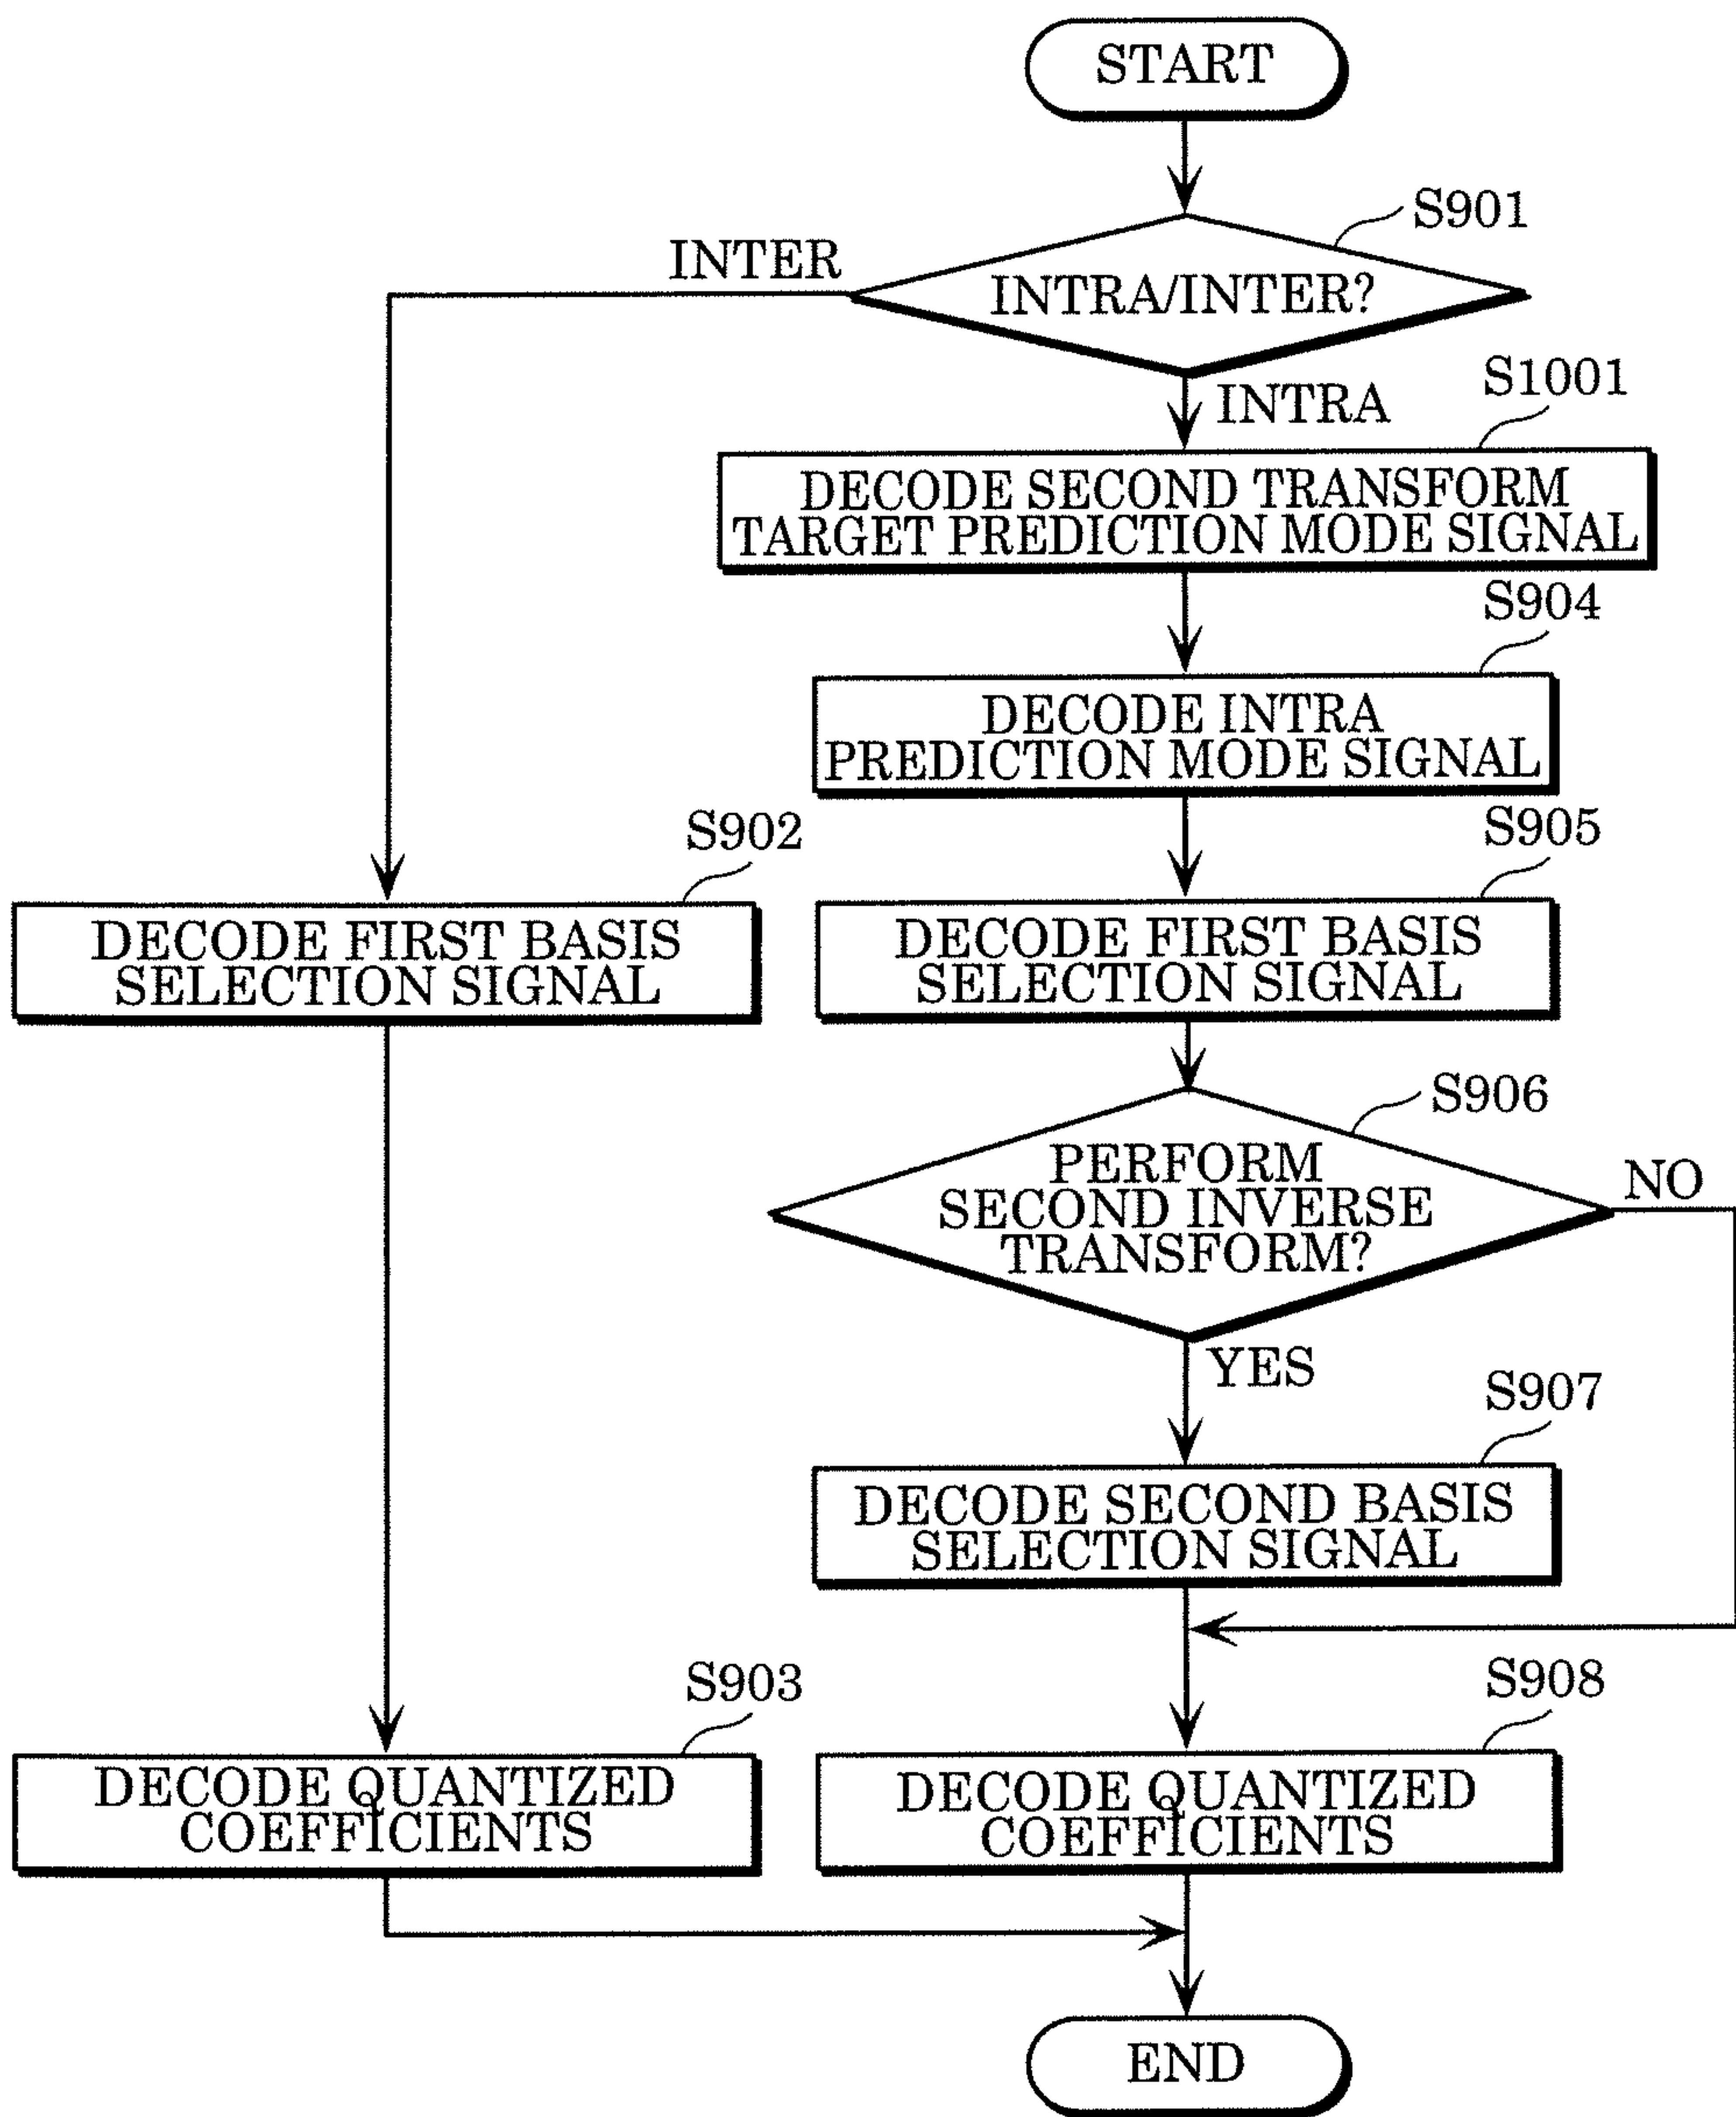 START
S901
INTER
INTRA/INTER?
S1001
INTRA
DECODE SECOND TRANSFORM
TARGET PREDICTION MODE SIGNAL
S904
DECODE INTRA
PREDICTION MODE SIGNAL
S902
S905
DECODE FIRST BASIS
SELECTION SIGNAL
DECODE FIRST BASIS
SELECTION SIGNAL
S906
PERFORM
SECOND INVERSE
TRANSFORM?
NO
YES
S907
DECODE SECOND BASIS
SELECTION SIGNAL
S903
S908
DECODE QUANTIZED
COEFFICIENTS
DECODE QUANTIZED
COEFFICIENTS
END